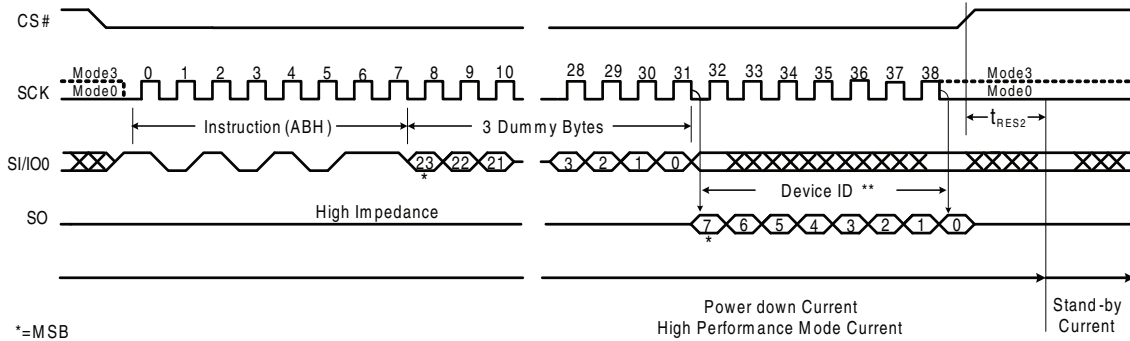 CS#
Mode3 0 1 2 3 4 5 6 7 8 9 10 28 29 30 31 32 33 34 35 36 37 38 Mode3
SCK Mode0 Mode0
Instruction (ABH) 3 Dummy Bytes tRES2
SI/IO0 23 22 21 3 2 1 0
*
Device ID **
High Impedance
SO 7 6 5 4 3 2 1 0
*
Power down Current Stand-by
*=MSB High Performance Mode Current Current